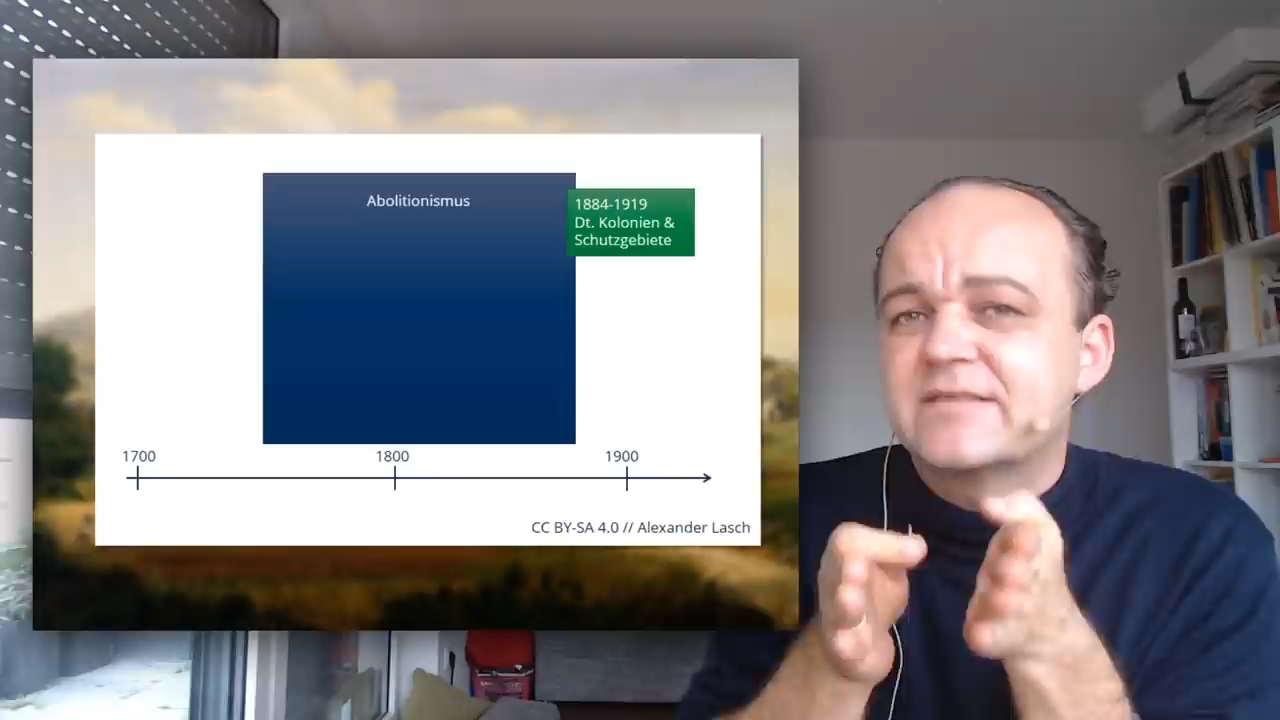 Abolitionismus
1884-1919
Dt. Kolonien &
Schutzgebiete
1700
1800
1900
CC BY-SA 4.0 // Alexander Lasch